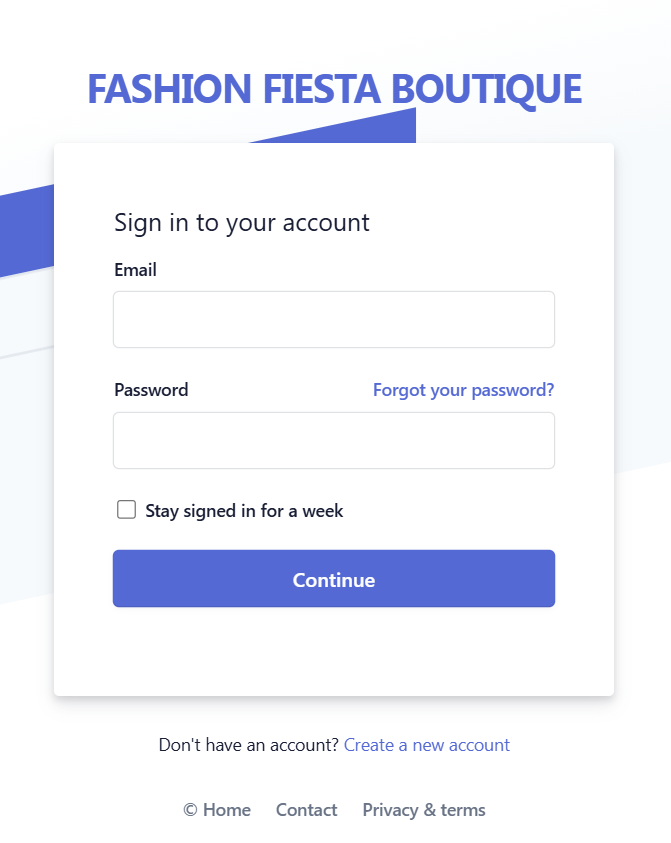 FASHION FIESTA BOUTIQUE
Sign in to your account
Email
Password Forgot your password?
Stay signed in for a week
Continue
Don't have an account? Create a new account
© Home Contact Privacy & terms